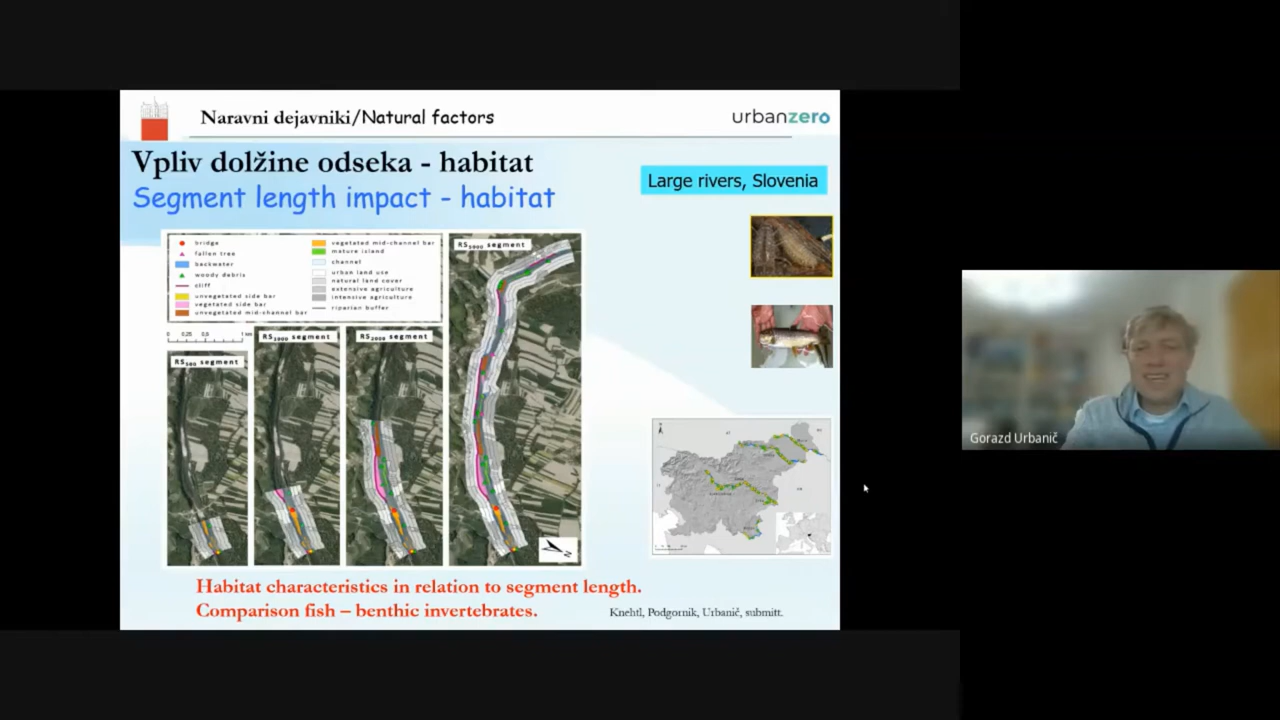 Naravni dejavniki/Natural factors
urbanzero
Vpliv dolžine odseka - habitat
Segment length impact - habitat
Large rivers, Slovenia
bridge
fallen tree
backwater
woody debris
cliff
unvegetated side bar
vegetated side bar
unvegetated mid-channel bar
vegetated mid-channel bar
mature island
channel
urban land use
natural land cover
extensive agriculture
intensive agriculture
riparian buffer
RS5000 segment
RS500 segment
RS1000 segment
RS2000 segment
Habitat characteristics in relation to segment length.
Comparison fish – benthic invertebrates.
Knehtl, Podgornik, Urbanič, submitt.
Gorazd Urbanič